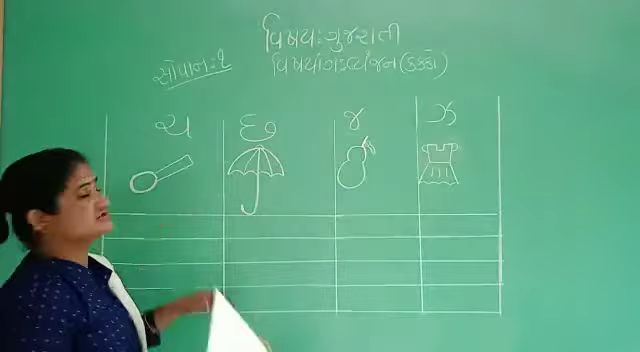 વિષય:ગુજરાતી
સોપાન:૧
વિષયાંગ:વ્યંજન(કક્કો)
ચ છ જ ઝ